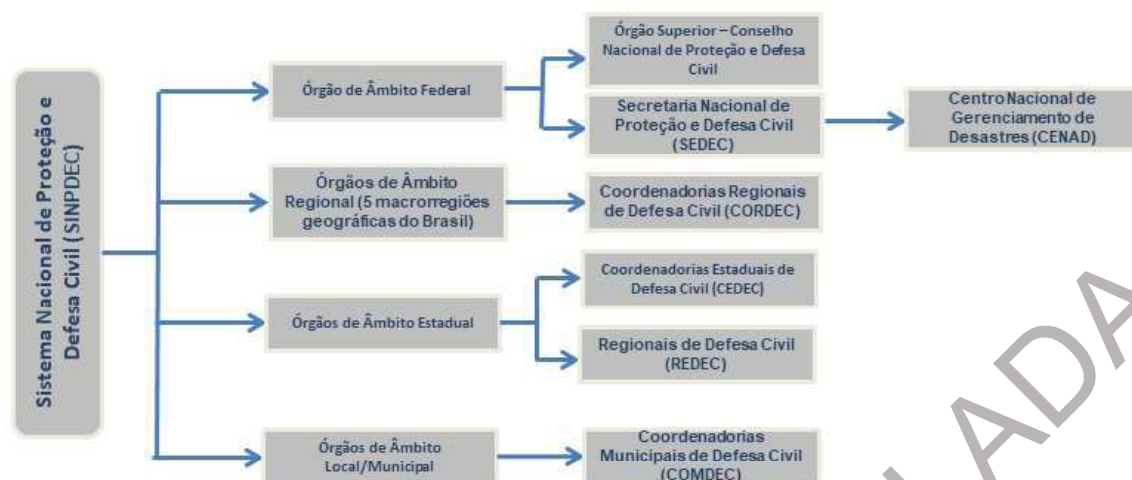 Sistema Nacional de Proteção e
Defesa Civil (SINPDEC)
Órgão de Âmbito Federal
Órgão Superior – Conselho
Nacional de Proteção e Defesa
Civil
Secretaria Nacional de
Proteção e Defesa Civil
(SEDEC)
Centro Nacional de
Gerenciamento de
Desastres (CENAD)
Órgãos de Âmbito
Regional (5 macrorregiões
geográficas do Brasil)
Coordenadorias Regionais
de Defesa Civil (CORDEC)
Órgãos de Âmbito Estadual
Coordenadorias Estaduais de
Defesa Civil (CEDEC)
Regionais de Defesa Civil
(REDEC)
Órgãos de Âmbito
Local/Municipal
Coordenadorias
Municipais de Defesa Civil
(COMDEC)
LADA